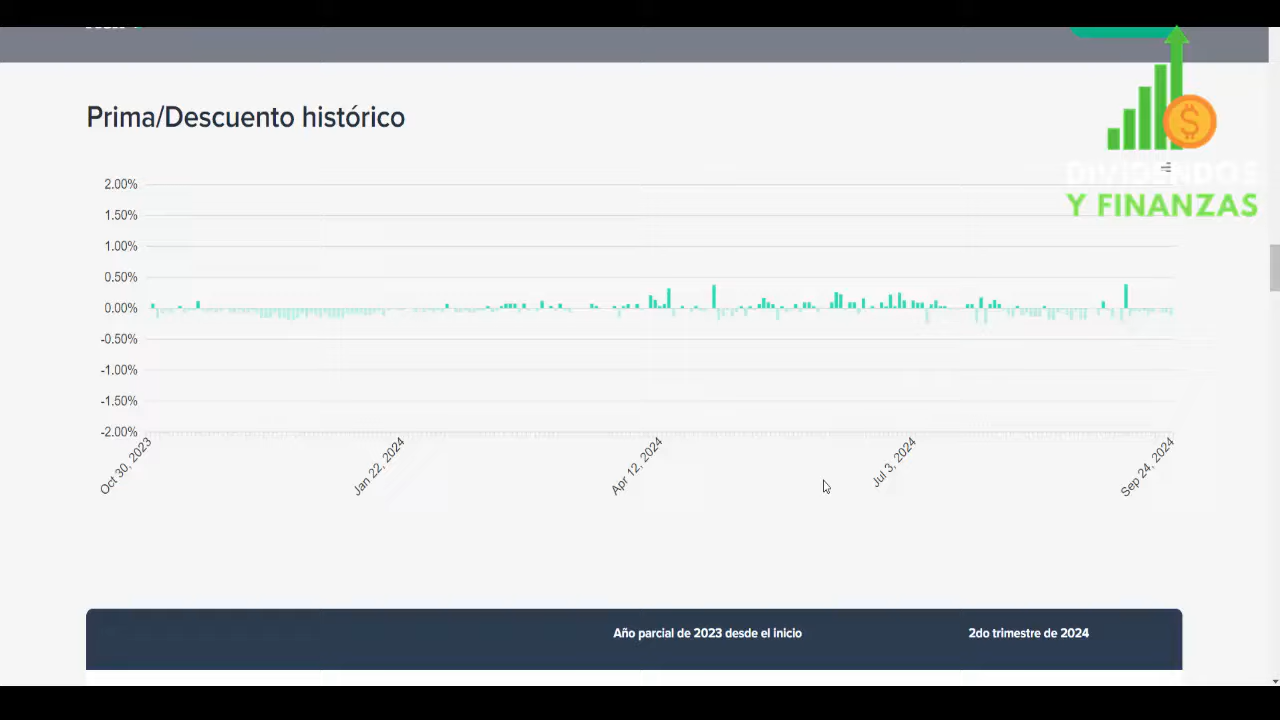 Prima/Descuento histórico
DIVIDENDOS
Y FINANZAS
$
2.00%
1.50%
1.00%
0.50%
0.00%
-0.50%
-1.00%
-1.50%
-2.00%
Oct 30, 2023
Jan 22, 2024
Apr 12, 2024
Jul 3, 2024
Sep 24, 2024
Año parcial de 2023 desde el inicio
2do trimestre de 2024